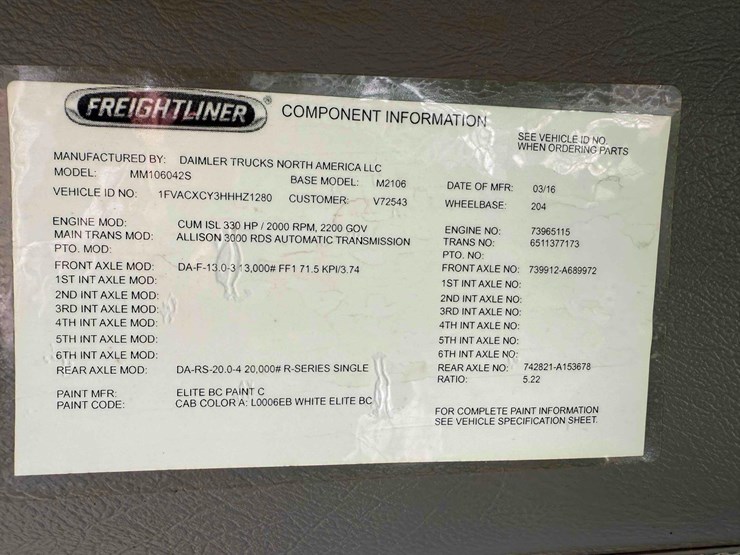 FREIGHTLINER® COMPONENT INFORMATION
SEE VEHICLE ID NO.
WHEN ORDERING PARTS
MANUFACTURED BY: DAIMLER TRUCKS NORTH AMERICA LLC
MODEL: MM106042S BASE MODEL: M2106 DATE OF MFR: 03/16
VEHICLE ID NO: 1FVACXCY3HHHZ1280 CUSTOMER: V72543 WHEELBASE: 204
ENGINE MOD: CUM ISL 330 HP / 2000 RPM, 2200 GOV ENGINE NO: 73965115
MAIN TRANS MOD: ALLISON 3000 RDS AUTOMATIC TRANSMISSION TRANS NO: 6511377173
PTO. MOD: PTO. NO:
FRONT AXLE MOD: DA-F-13.0-3 13,000# FF1 71.5 KPI/3.74 FRONT AXLE NO: 739912-A689972
1ST INT AXLE MOD: 1ST INT AXLE NO:
2ND INT AXLE MOD: 2ND INT AXLE NO:
3RD INT AXLE MOD: 3RD INT AXLE NO:
4TH INT AXLE MOD: 4TH INT AXLE NO:
5TH INT AXLE MOD: 5TH INT AXLE NO:
6TH INT AXLE MOD: 6TH INT AXLE NO:
REAR AXLE MOD: DA-RS-20.0-4 20,000# R-SERIES SINGLE REAR AXLE NO: 742821-A153678
RATIO: 5.22
PAINT MFR: ELITE BC PAINT C
PAINT CODE: CAB COLOR A: L0006EB WHITE ELITE BC
FOR COMPLETE PAINT INFORMATION
SEE VEHICLE SPECIFICATION SHEET.